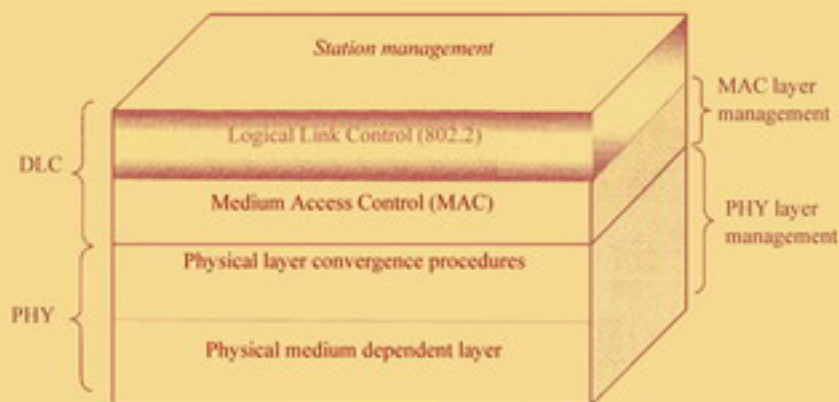 Station management
MAC layer
management
Logical Link Control (802.2)
DLC
Medium Access Control (MAC)
PHY layer
management
Physical layer convergence procedures
PHY
Physical medium dependent layer